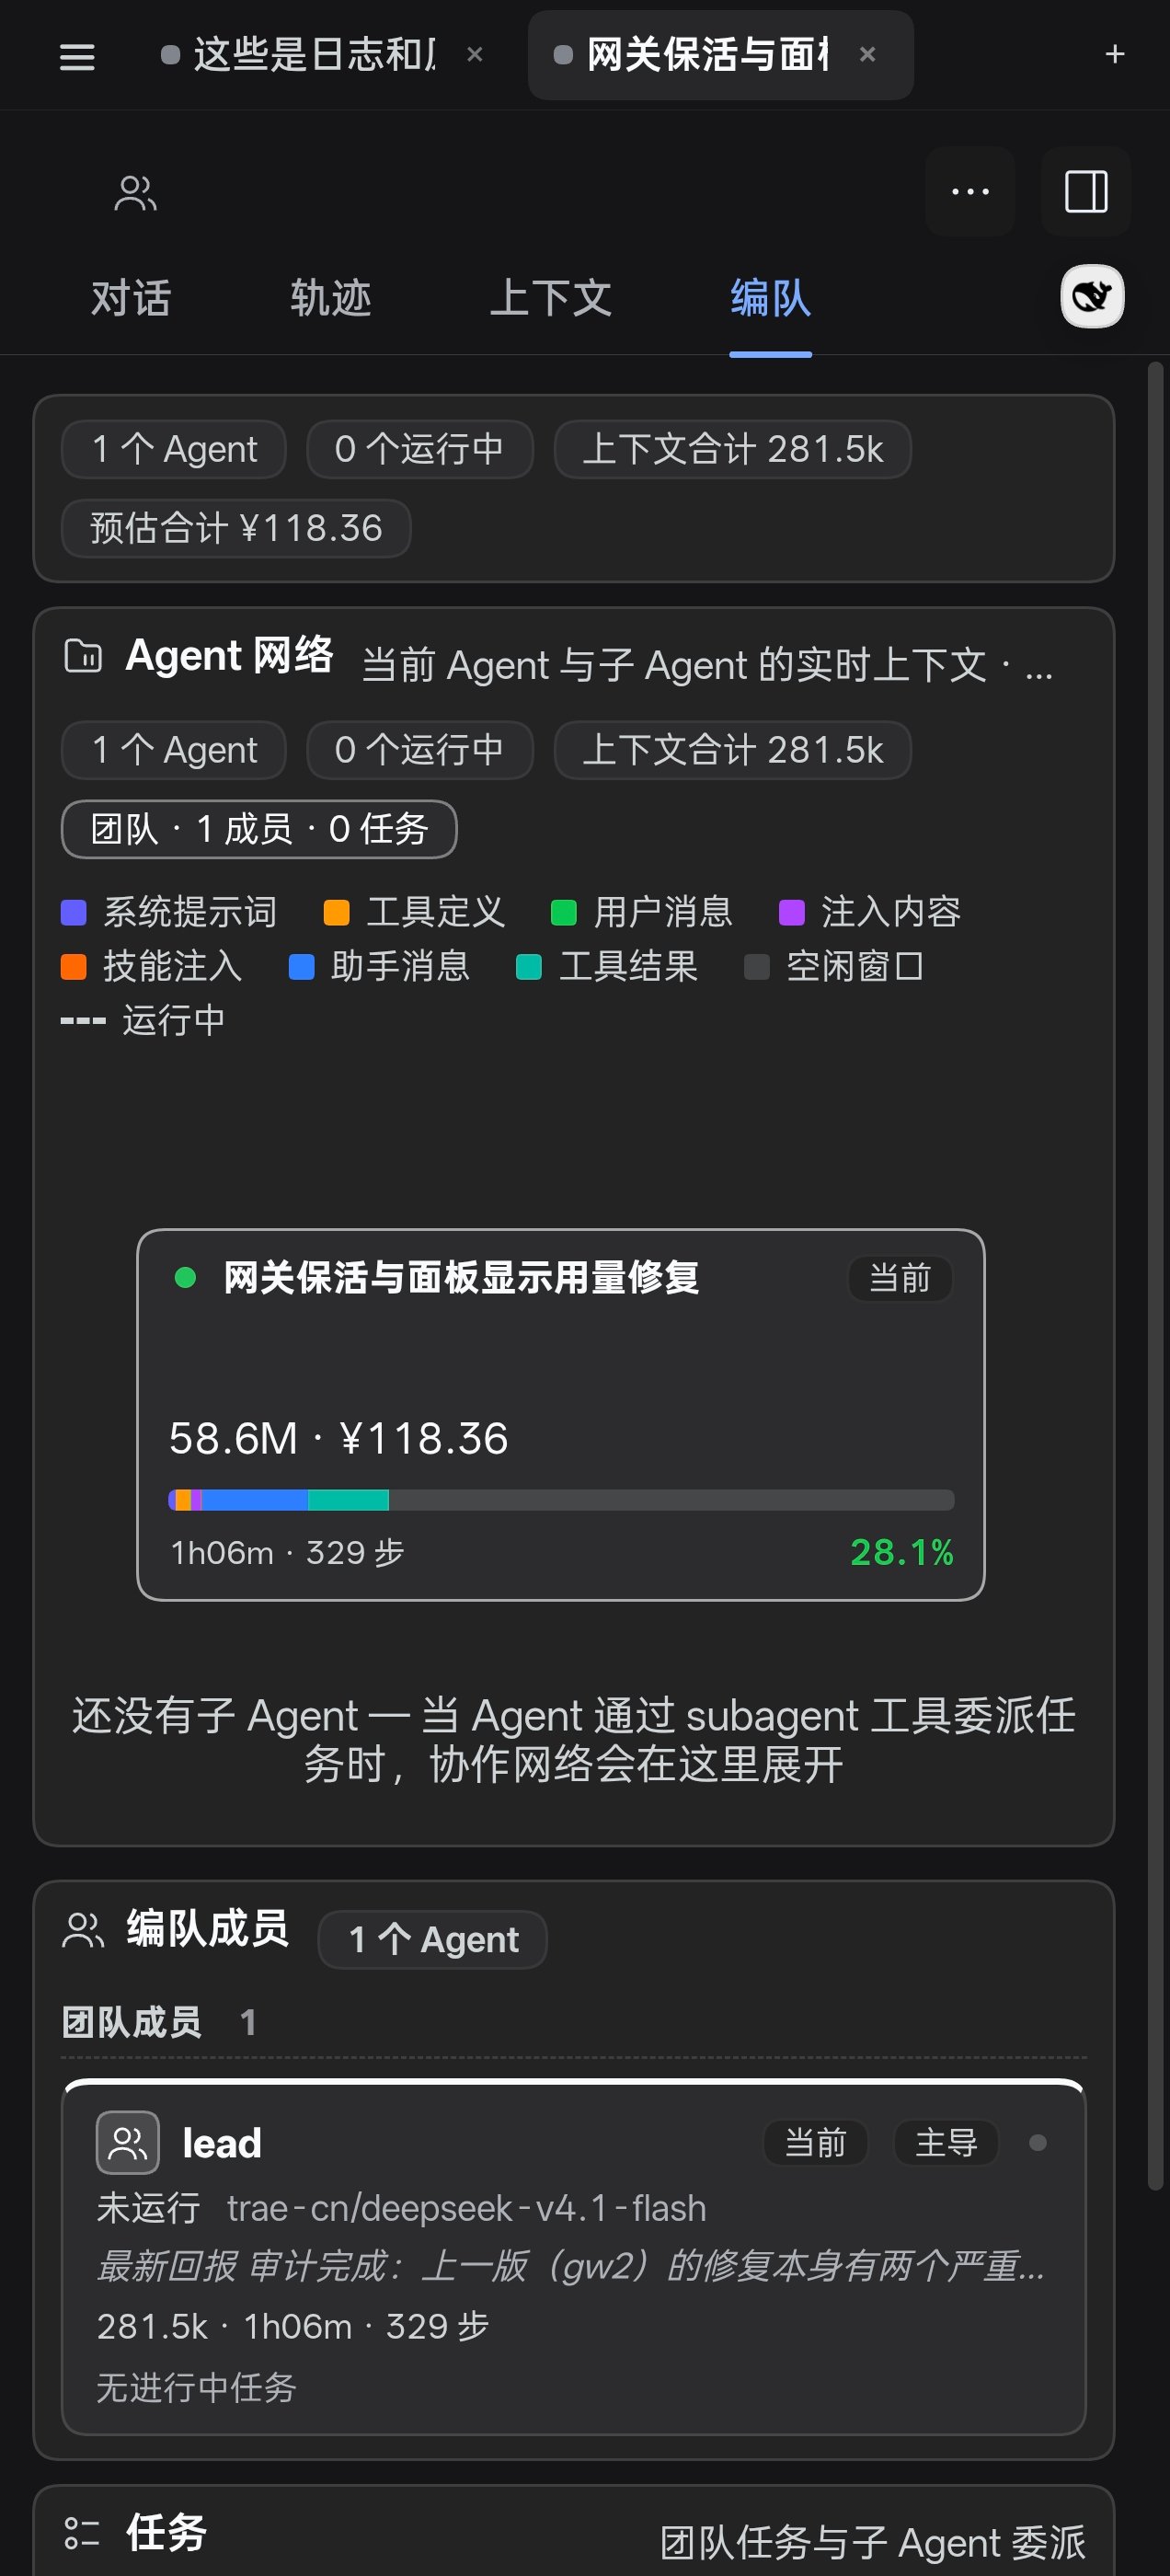 这些是日志和 ×
网关保活与面 × +
...
对话 轨迹 上下文 编队
1 个 Agent 0 个运行中 上下文合计 281.5k
预估合计 ¥118.36
Agent 网络 当前 Agent 与子 Agent 的实时上下文 · ...
1 个 Agent 0 个运行中 上下文合计 281.5k
团队 · 1 成员 · 0 任务
系统提示词 工具定义 用户消息 注入内容
技能注入 助手消息 工具结果 空闲窗口
运行中
网关保活与面板显示用量修复 当前
58.6M · ¥118.36
1h06m · 329 步 28.1%
还没有子 Agent — 当 Agent 通过 subagent 工具委派任
务时，协作网络会在这里展开
编队成员 1 个 Agent
团队成员 1
lead 当前 主导
未运行 trae-cn/deepseek-v4.1-flash
最新回报 审计完成：上一版（gw2）的修复本身有两个严重...
281.5k · 1h06m · 329 步
无进行中任务
任务 团队任务与子 Agent 委派